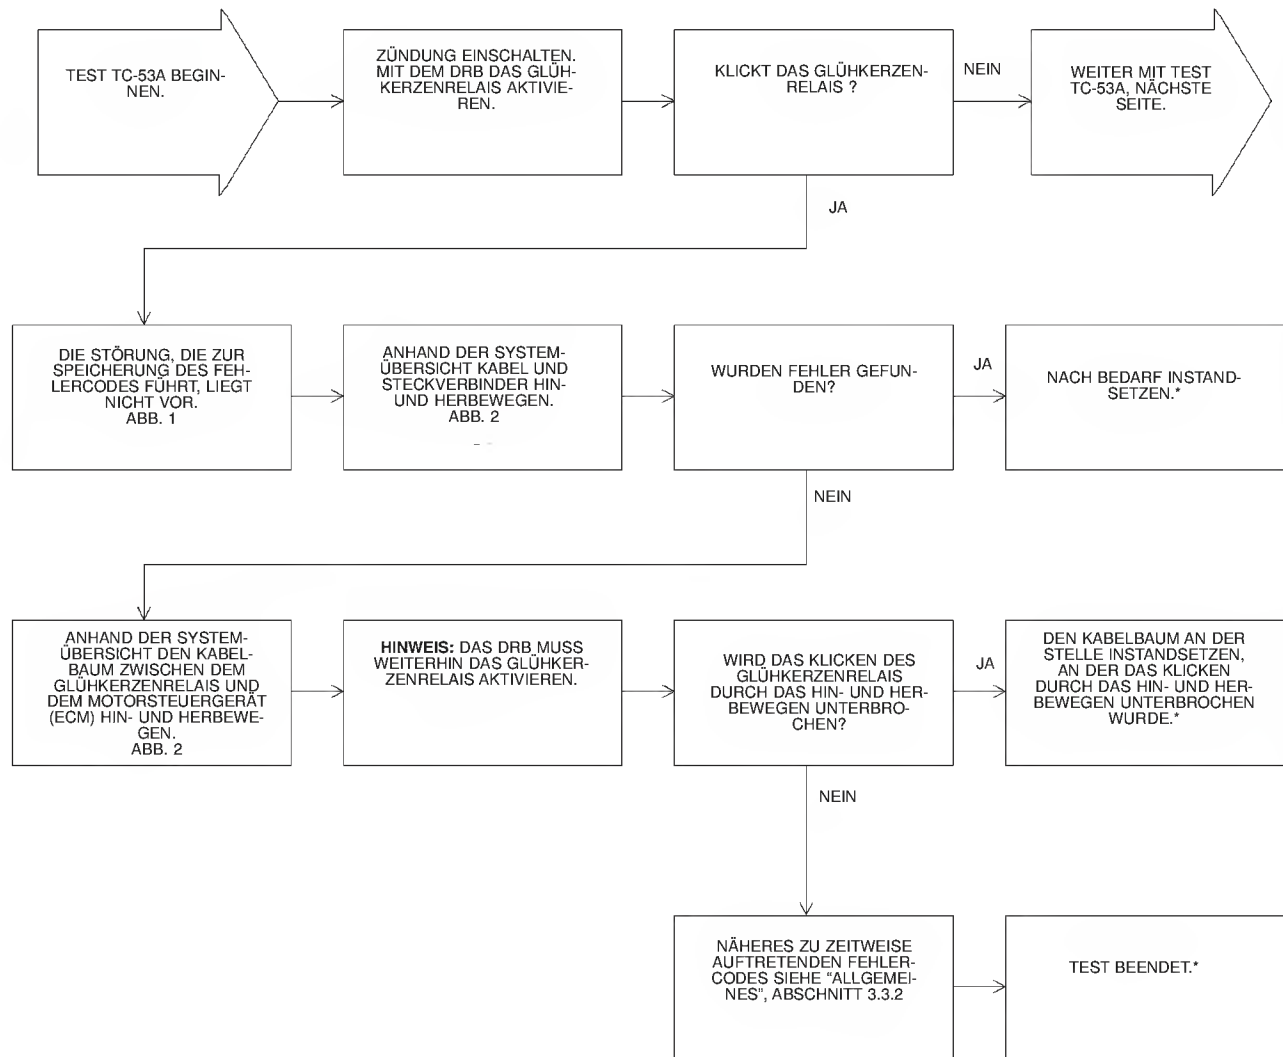 TEST TC-53A BEGIN-
NEN.
ZÜNDUNG EINSCHALTEN.
MIT DEM DRB DAS GLÜH-
KERZENRELAIS AKTIVIE-
REN.
KLICKT DAS GLÜHKERZEN-
RELAIS ?
NEIN
WEITER MIT TEST
TC-53A, NÄCHSTE
SEITE.
JA
DIE STÖRUNG, DIE ZUR
SPEICHERUNG DES FEH-
LERCODES FÜHRT, LIEGT
NICHT VOR.
ABB. 1
ANHAND DER SYSTEM-
ÜBERSICHT KABEL UND
STECKVERBINDER HIN-
UND HERBEWEGEN.
ABB. 2
WURDEN FEHLER GEFUN-
DEN?
JA
NACH BEDARF INSTAND-
SETZEN.*
NEIN
ANHAND DER SYSTEM-
ÜBERSICHT DEN KABEL-
BAUM ZWISCHEN DEM
GLÜHKERZENRELAIS UND
DEM MOTORSTEUERGERÄT
(ECM) HIN- UND HERBEWE-
GEN.
ABB. 2
HINWEIS: DAS DRB MUSS
WEITERHIN DAS GLÜHKER-
ZENRELAIS AKTIVIEREN.
WIRD DAS KLICKEN DES
GLÜHKERZENRELAIS
DURCH DAS HIN- UND HER-
BEWEGEN UNTERBRO-
CHEN?
JA
DEN KABELBAUM AN DER
STELLE INSTANDSETZEN,
AN DER DAS KLICKEN
DURCH DAS HIN- UND HER-
BEWEGEN UNTERBROCHEN
WURDE.*
NEIN
NÄHERES ZU ZEITWEISE
AUFTRETENDEN FEHLER-
CODES SIEHE “ALLGEMEI-
NES”, ABSCHNITT 3.3.2
TEST BEENDET.*